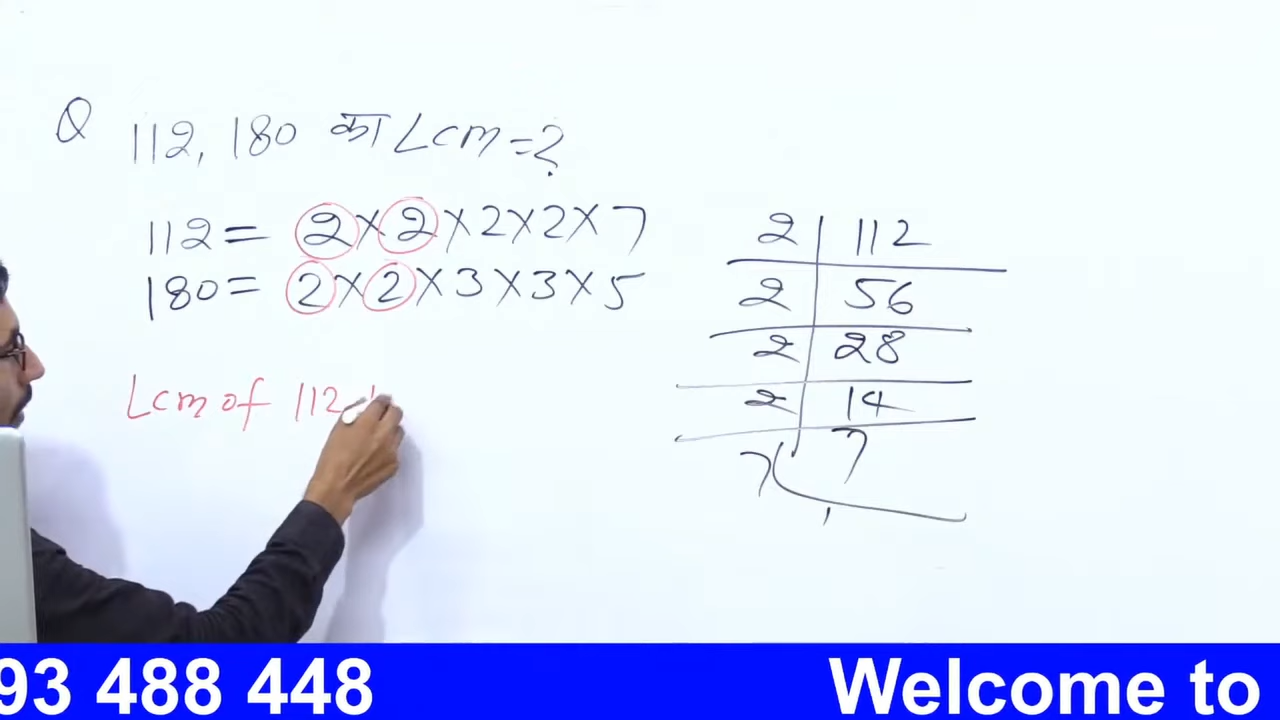 Q 112, 180 का Lcm = ?
112 = 2 × 2 × 2 × 2 × 7
180 = 2 × 2 × 3 × 3 × 5
Lcm of 112
2 | 112
2 | 56
2 | 28
2 | 14
7 | 7
1
93 488 448 Welcome to